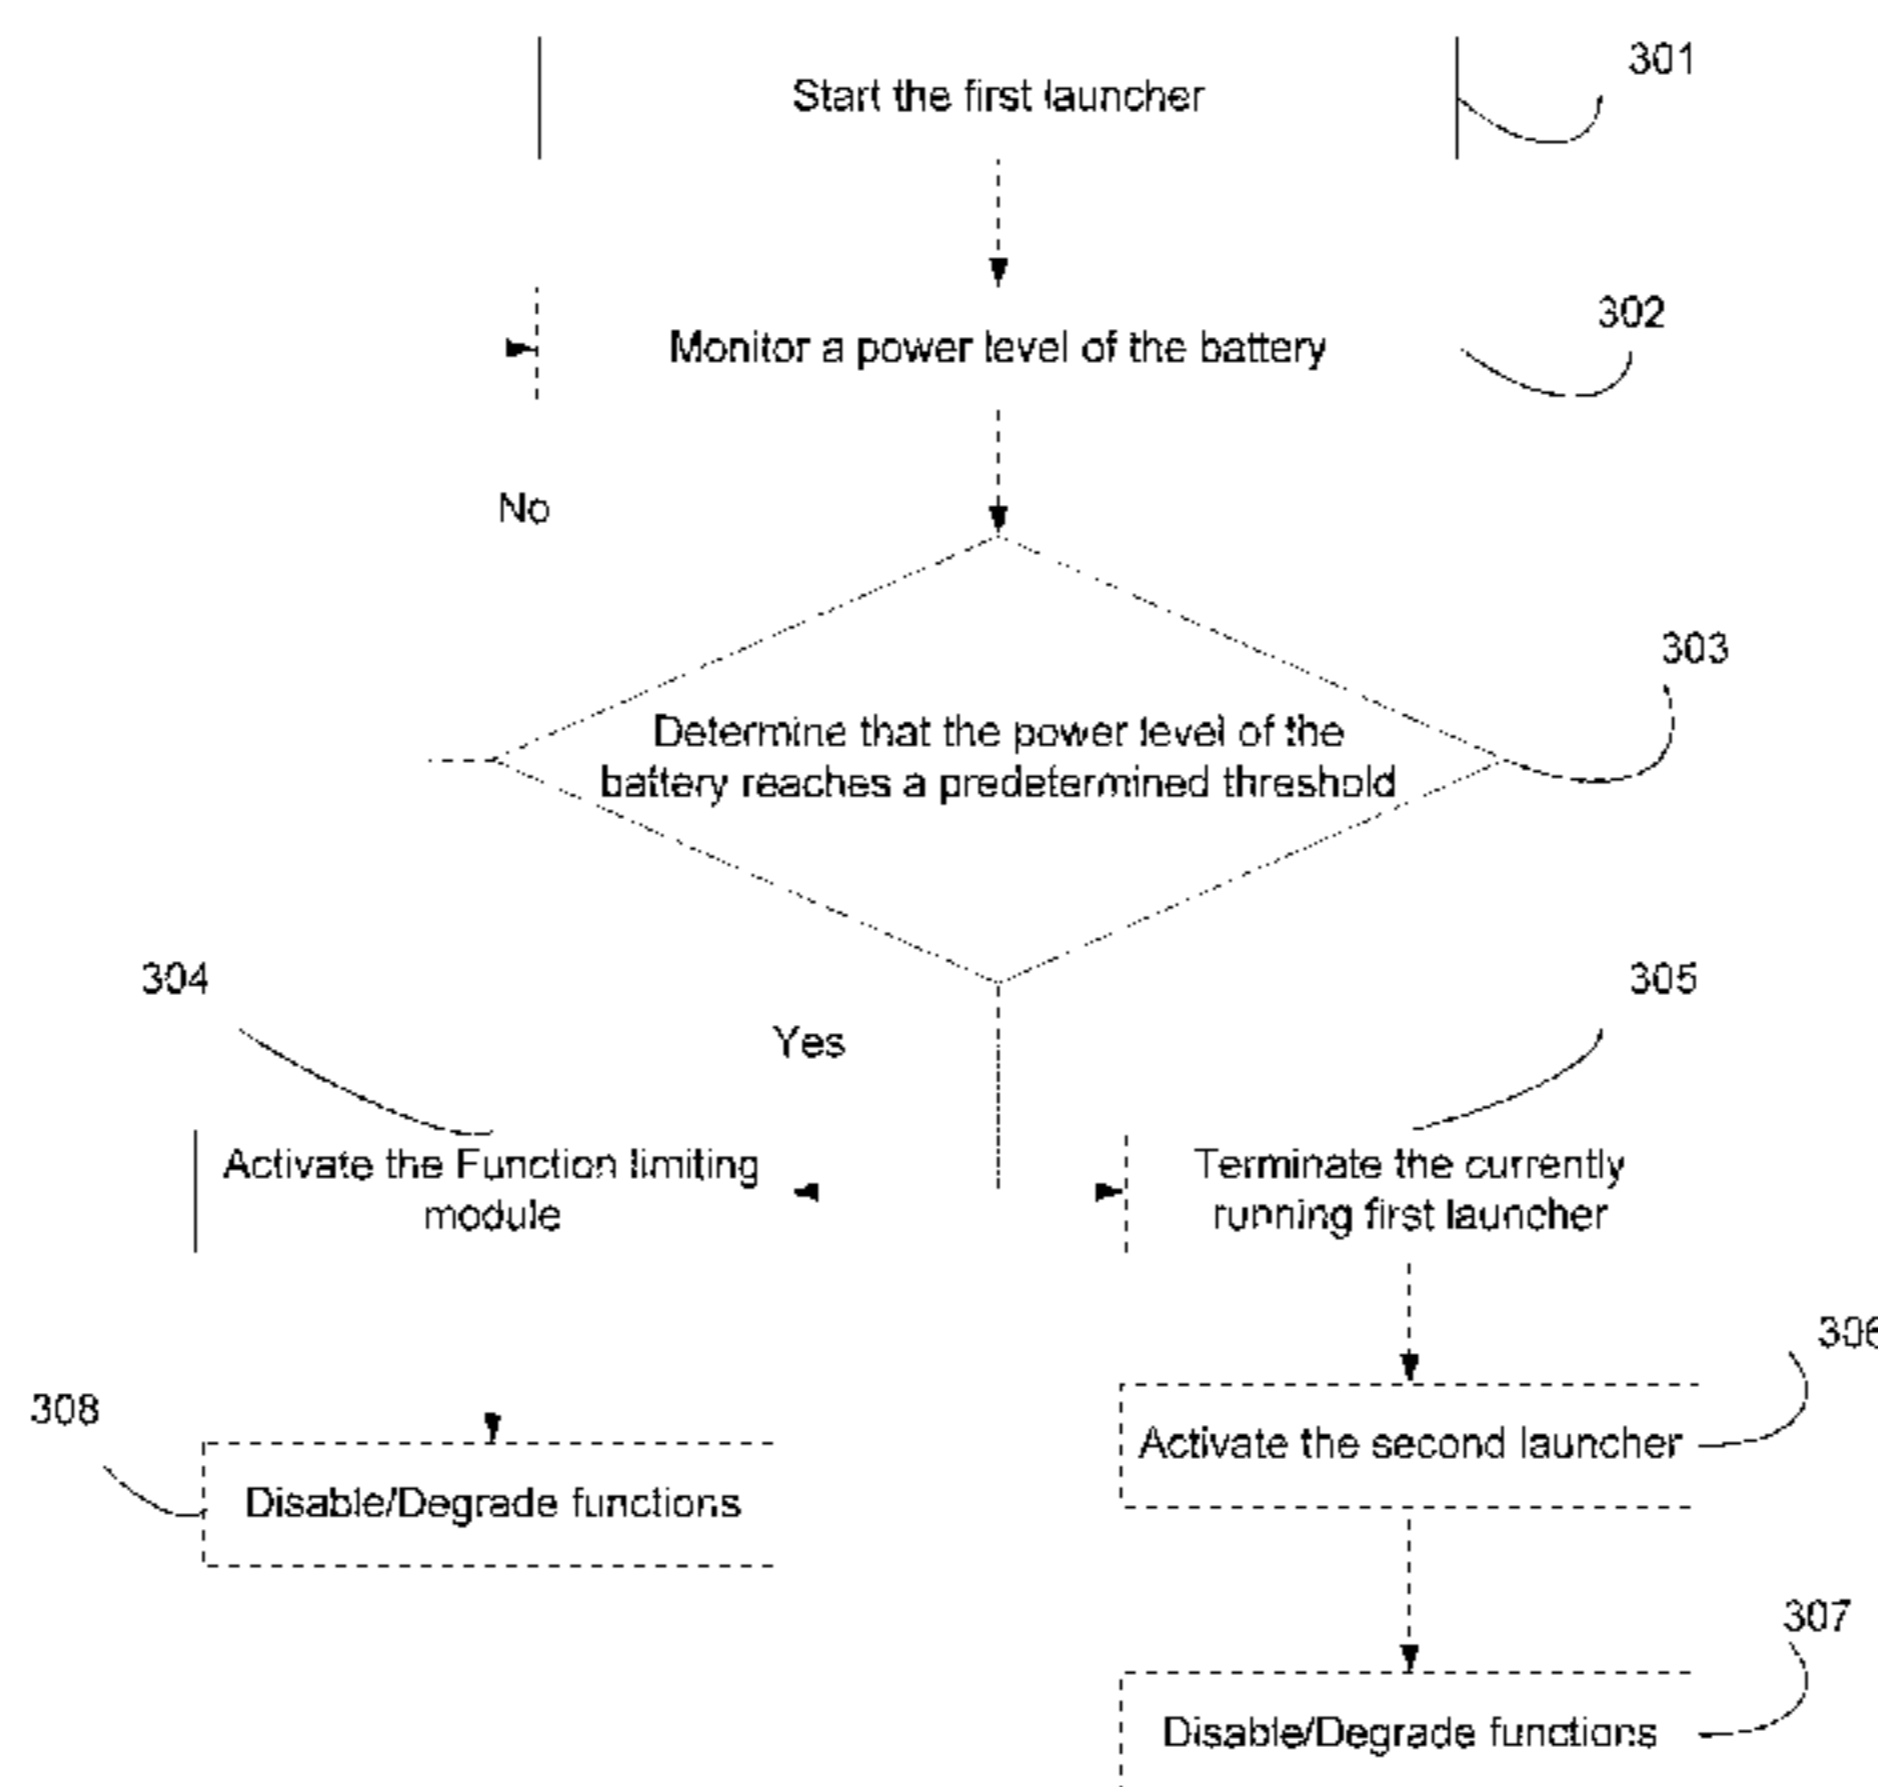 301
Start the first launcher
302
Monitor a power level of the battery
No
303
Determine that the power level of the
battery reaches a predetermined threshold
304
305
Yes
Activate the Function limiting
module
Terminate the currently
running first launcher
306
308
Activate the second launcher
Disable/Degrade functions
307
Disable/Degrade functions